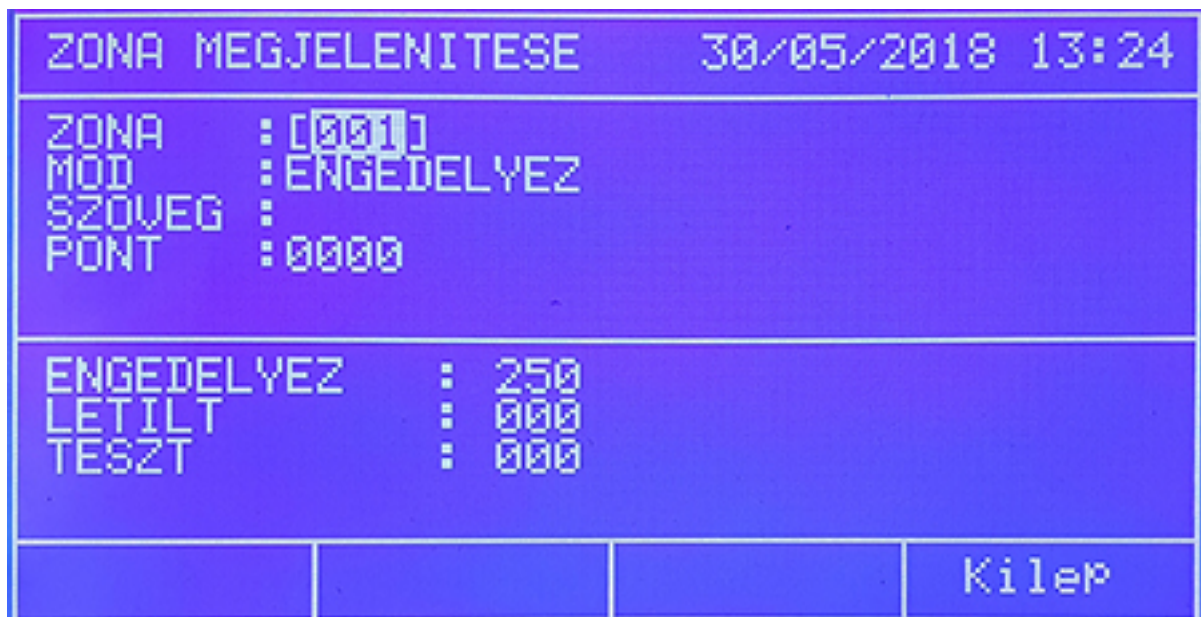 ZONA MEGJELENITESE 30/05/2018 13:24
ZONA :[001]
MOD :ENGEDELYEZ
SZOVEG :
PONT :0000
ENGEDELYEZ : 250
LETILT : 000
TESZT : 000
Kilep